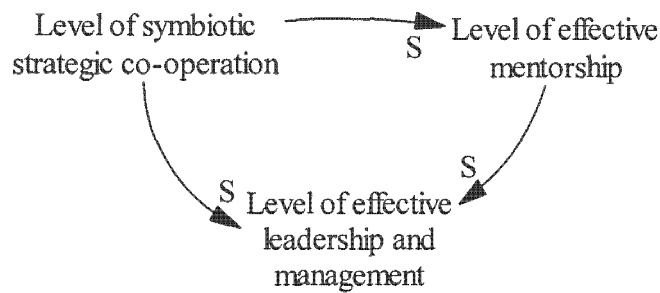 Level of symbiotic
strategic co-operation
S
Level of effective
mentorship
S
S
Level of effective
leadership and
management